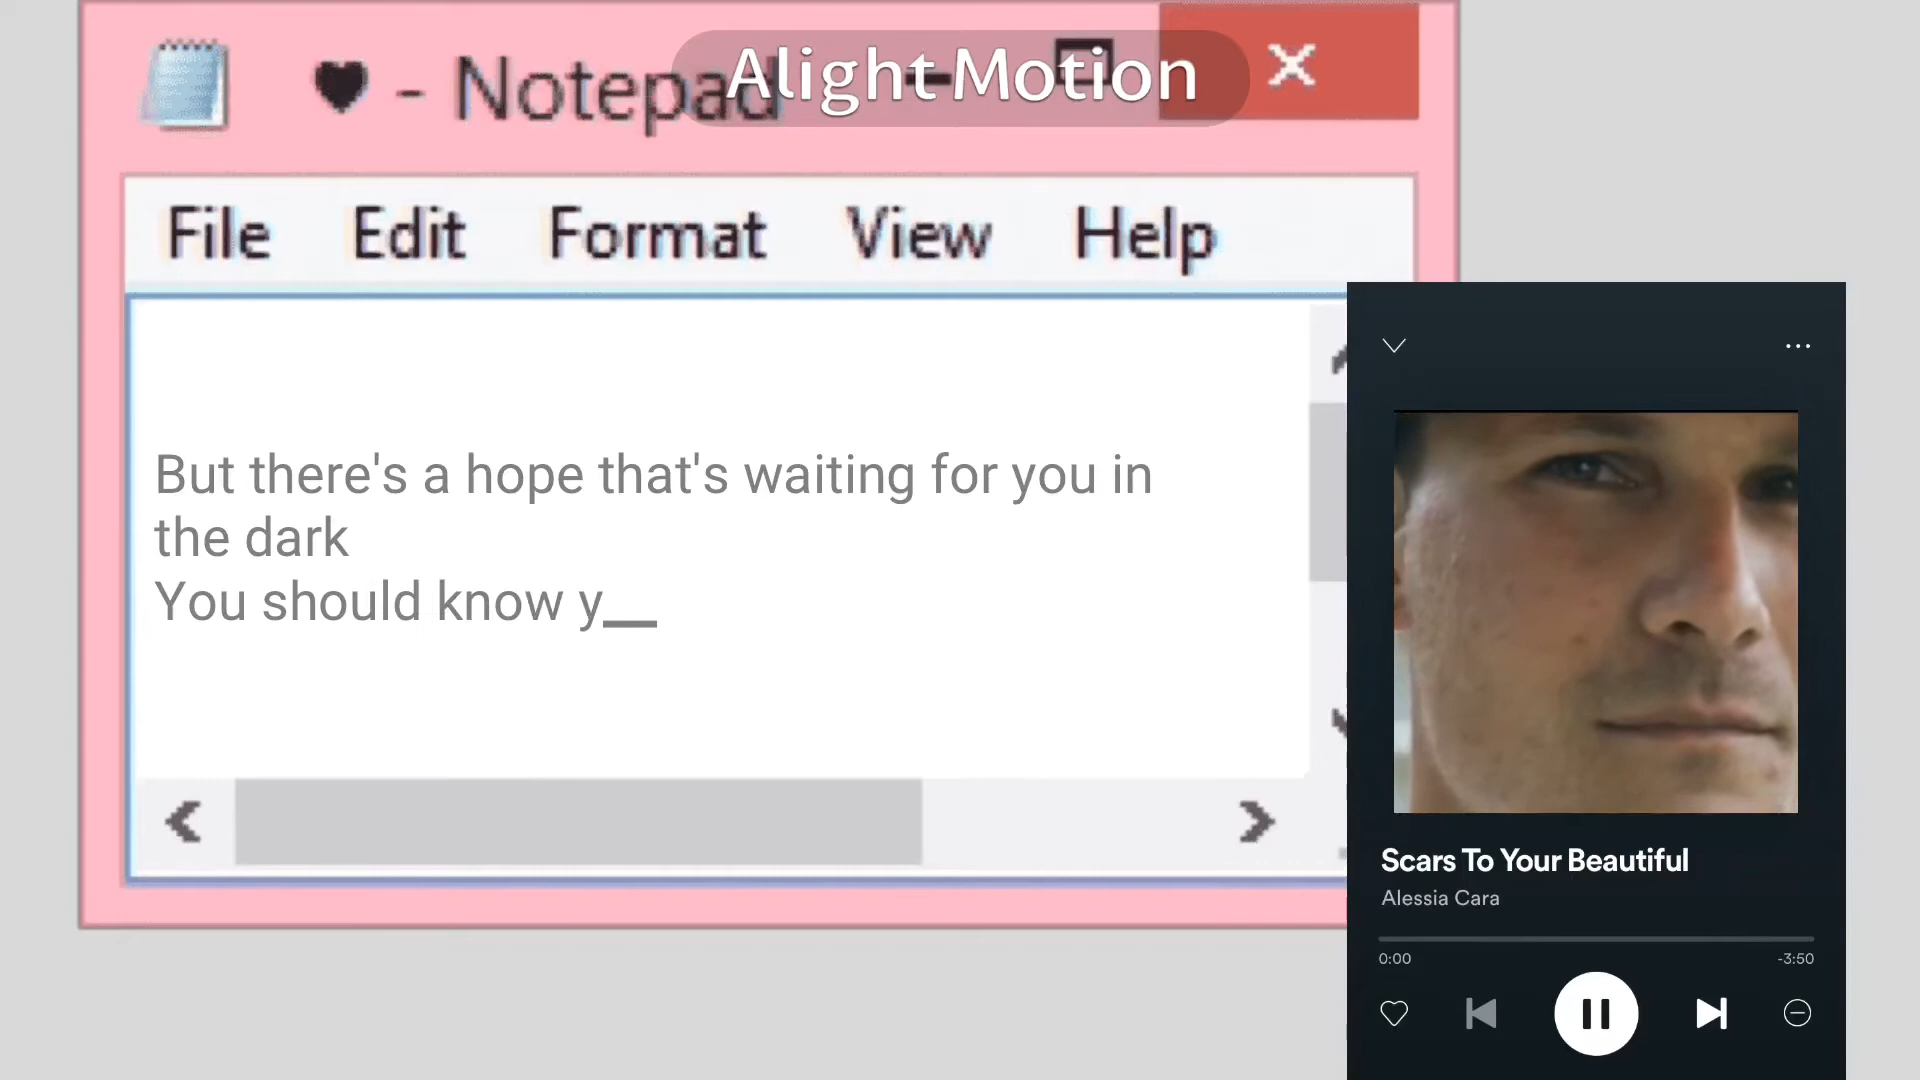 ♥ - Notepad
Alight Motion
File Edit Format View Help
But there's a hope that's waiting for you in
the dark
You should know y__
Scars To Your Beautiful
Alessia Cara
0:00 -3:50